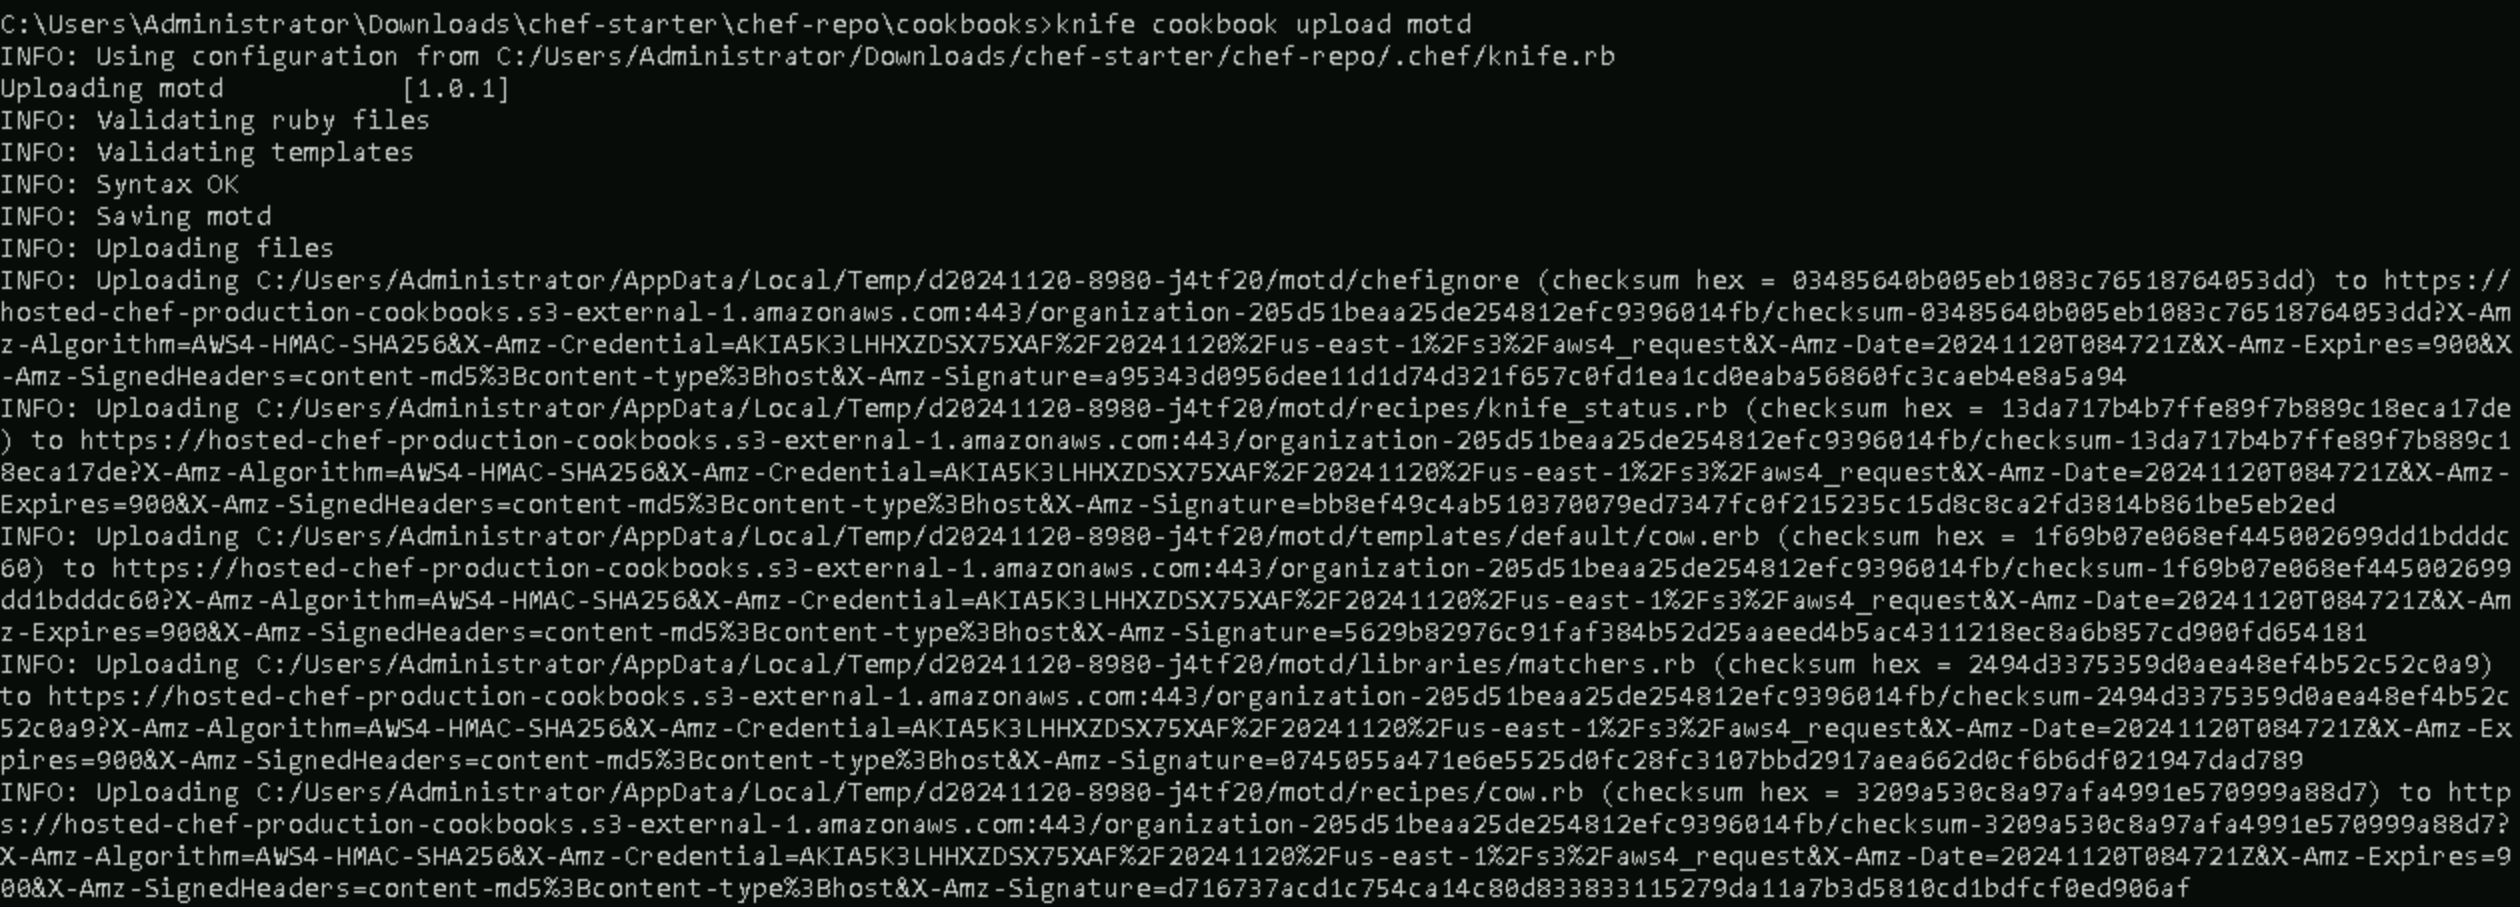 C:\Users\Administrator\Downloads\chef-starter\chef-repo\cookbooks>knife cookbook upload motd
INFO: Using configuration from C:/Users/Administrator/Downloads/chef-starter/chef-repo/.chef/knife.rb
Uploading motd           [1.0.1]
INFO: Validating ruby files
INFO: Validating templates
INFO: Syntax OK
INFO: Saving motd
INFO: Uploading files
INFO: Uploading C:/Users/Administrator/AppData/Local/Temp/d20241120-8980-j4tf20/motd/chefignore (checksum hex = 03485640b005eb1083c76518764053dd) to https://
hosted-chef-production-cookbooks.s3-external-1.amazonaws.com:443/organization-205d51beaa25de254812efc9396014fb/checksum-03485640b005eb1083c76518764053dd?X-Am
z-Algorithm=AWS4-HMAC-SHA256&X-Amz-Credential=AKIA5K3LHHXZDSX75XAF%2F20241120%2Fus-east-1%2Fs3%2Faws4_request&X-Amz-Date=20241120T084721Z&X-Amz-Expires=900&X
-Amz-SignedHeaders=content-md5%3Bcontent-type%3Bhost&X-Amz-Signature=a95343d0956dee11d1d74d321f657c0fd1ea1cd0eaba56860fc3caeb4e8a5a94
INFO: Uploading C:/Users/Administrator/AppData/Local/Temp/d20241120-8980-j4tf20/motd/recipes/knife_status.rb (checksum hex = 13da717b4b7ffe89f7b889c18eca17de
) to https://hosted-chef-production-cookbooks.s3-external-1.amazonaws.com:443/organization-205d51beaa25de254812efc9396014fb/checksum-13da717b4b7ffe89f7b889c1
8eca17de?X-Amz-Algorithm=AWS4-HMAC-SHA256&X-Amz-Credential=AKIA5K3LHHXZDSX75XAF%2F20241120%2Fus-east-1%2Fs3%2Faws4_request&X-Amz-Date=20241120T084721Z&X-Amz-
Expires=900&X-Amz-SignedHeaders=content-md5%3Bcontent-type%3Bhost&X-Amz-Signature=bb8ef49c4ab510370079ed7347fc0f215235c15d8c8ca2fd3814b861be5eb2ed
INFO: Uploading C:/Users/Administrator/AppData/Local/Temp/d20241120-8980-j4tf20/motd/templates/default/cow.erb (checksum hex = 1f69b07e068ef445002699dd1bdddc
60) to https://hosted-chef-production-cookbooks.s3-external-1.amazonaws.com:443/organization-205d51beaa25de254812efc9396014fb/checksum-1f69b07e068ef445002699
dd1bdddc60?X-Amz-Algorithm=AWS4-HMAC-SHA256&X-Amz-Credential=AKIA5K3LHHXZDSX75XAF%2F20241120%2Fus-east-1%2Fs3%2Faws4_request&X-Amz-Date=20241120T084721Z&X-Am
z-Expires=900&X-Amz-SignedHeaders=content-md5%3Bcontent-type%3Bhost&X-Amz-Signature=5629b82976c91faf384b52d25aaeed4b5ac4311218ec8a6b857cd900fd654181
INFO: Uploading C:/Users/Administrator/AppData/Local/Temp/d20241120-8980-j4tf20/motd/libraries/matchers.rb (checksum hex = 2494d3375359d0aea48ef4b52c52c0a9)
to https://hosted-chef-production-cookbooks.s3-external-1.amazonaws.com:443/organization-205d51beaa25de254812efc9396014fb/checksum-2494d3375359d0aea48ef4b52c
52c0a9?X-Amz-Algorithm=AWS4-HMAC-SHA256&X-Amz-Credential=AKIA5K3LHHXZDSX75XAF%2F20241120%2Fus-east-1%2Fs3%2Faws4_request&X-Amz-Date=20241120T084721Z&X-Amz-Ex
pires=900&X-Amz-SignedHeaders=content-md5%3Bcontent-type%3Bhost&X-Amz-Signature=0745055a471e6e5525d0fc28fc3107bbd2917aea662d0cf6b6df021947dad789
INFO: Uploading C:/Users/Administrator/AppData/Local/Temp/d20241120-8980-j4tf20/motd/recipes/cow.rb (checksum hex = 3209a530c8a97afa4991e570999a88d7) to http
s://hosted-chef-production-cookbooks.s3-external-1.amazonaws.com:443/organization-205d51beaa25de254812efc9396014fb/checksum-3209a530c8a97afa4991e570999a88d7?
X-Amz-Algorithm=AWS4-HMAC-SHA256&X-Amz-Credential=AKIA5K3LHHXZDSX75XAF%2F20241120%2Fus-east-1%2Fs3%2Faws4_request&X-Amz-Date=20241120T084721Z&X-Amz-Expires=9
00&X-Amz-SignedHeaders=content-md5%3Bcontent-type%3Bhost&X-Amz-Signature=d716737acd1c754ca14c80d833833115279da11a7b3d5810cd1bdfcf0ed906af